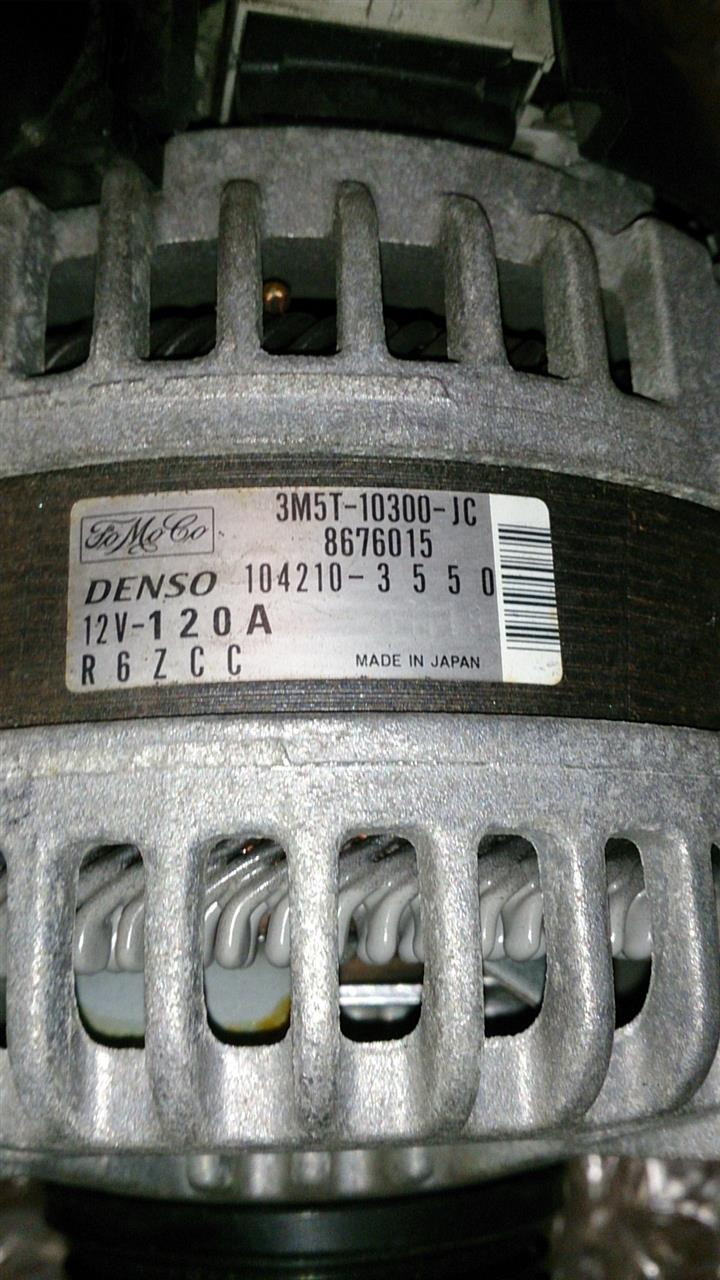 FoMoCo
3M5T-10300-JC
8676015
DENSO 104210-3550
12V-120A
R6ZCC
MADE IN JAPAN